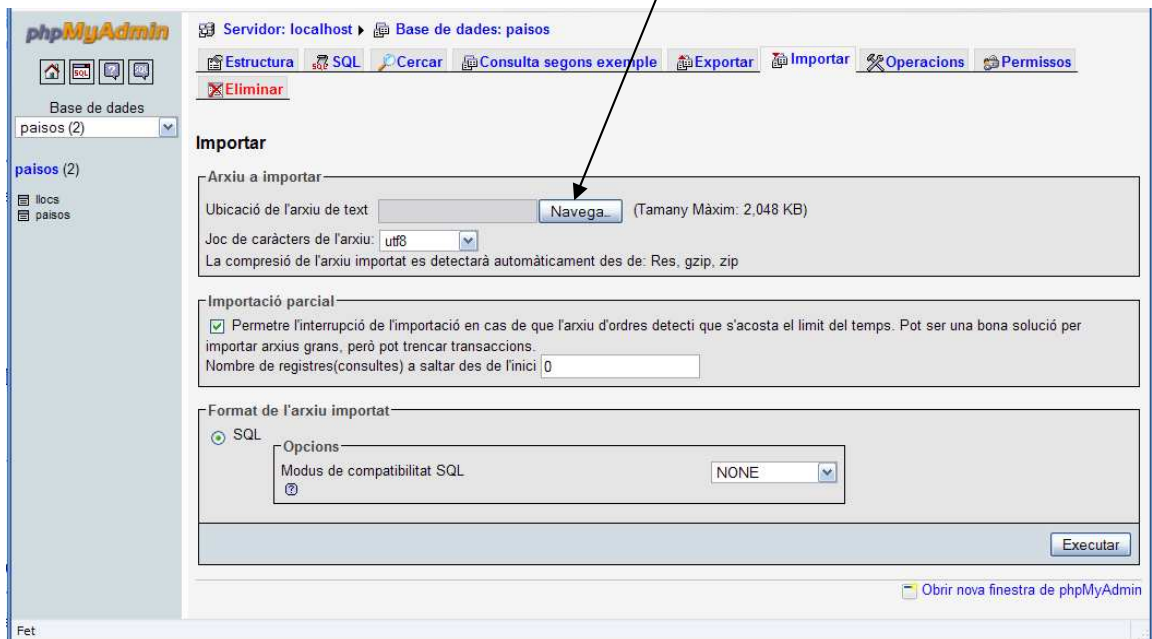 phpMyAdmin
Base de dades
paisos (2)
paisos (2)
llocs
paisos
Servidor: localhost Base de dades: paisos
Estructura SQL Cercar Consulta segons exemple Exportar Importar Operacions Permissos
Eliminar
Importar
Arxiu a importar
Ubicació de l'arxiu de text Navega... (Tamany Màxim: 2,048 KB)
Joc de caràcters de l'arxiu: utf8
La compresió de l'arxiu importat es detectarà automàticament des de: Res, gzip, zip
Importació parcial
Permetre l'interrupció de l'importació en cas de que l'arxiu d'ordres detecti que s'acosta el limit del temps. Pot ser una bona solució per
importar arxius grans, però pot trencar transaccions.
Nombre de registres(consultes) a saltar des de l'inici 0
Format de l'arxiu importat
SQL
Opcions
Modus de compatibilitat SQL NONE
Executar
Obrir nova finestra de phpMyAdmin
Fet